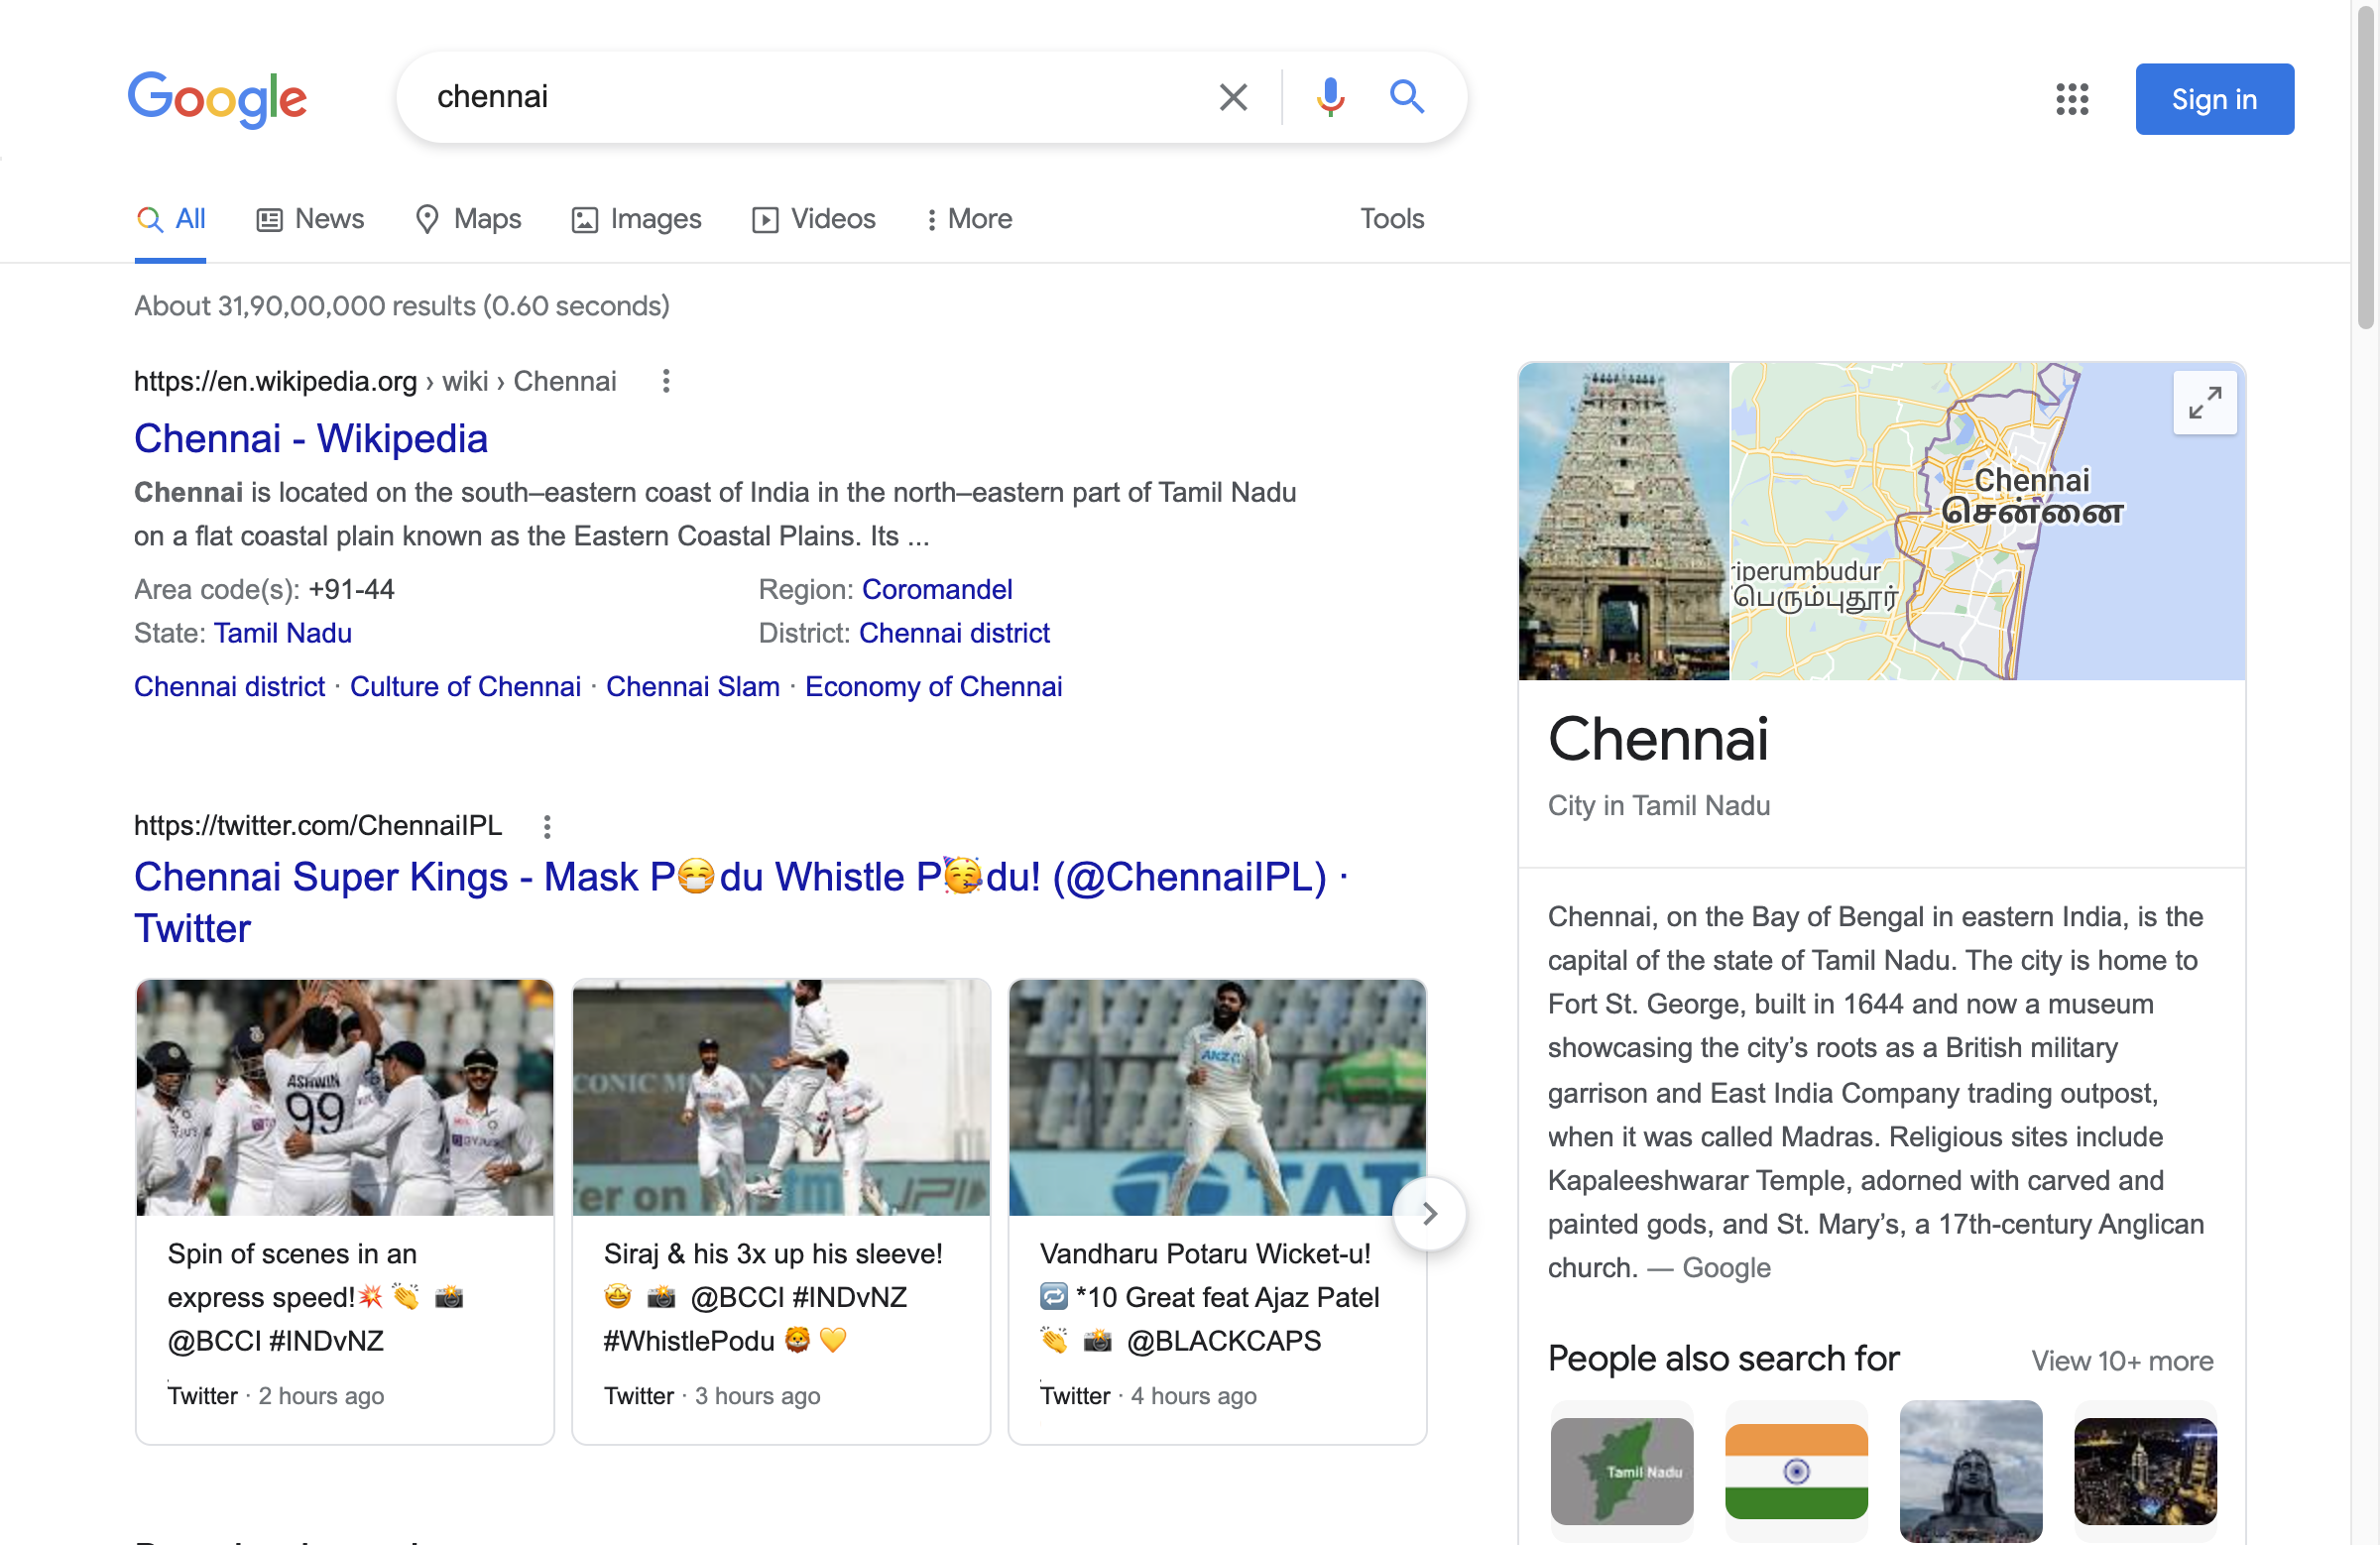 Google
chennai
Sign in
All
News
Maps
Images
Videos
More
Tools
About 31,90,00,000 results (0.60 seconds)
https://en.wikipedia.org › wiki › Chennai
Chennai - Wikipedia
Chennai is located on the south–eastern coast of India in the north–eastern part of Tamil Nadu
on a flat coastal plain known as the Eastern Coastal Plains. Its ...
Area code(s): +91-44
Region: Coromandel
State: Tamil Nadu
District: Chennai district
Chennai district · Culture of Chennai · Chennai Slam · Economy of Chennai
https://twitter.com/ChennaiIPL
Chennai Super Kings - Mask P😷du Whistle P🥳du! (@ChennaiIPL) ·
Twitter
ASHWIN
99
er on
TAT
Spin of scenes in an
express speed!💥 👏 📸
@BCCI #INDvNZ
Twitter · 2 hours ago
Siraj & his 3x up his sleeve!
🤩 📸 @BCCI #INDvNZ
#WhistlePodu 🦁 💛
Twitter · 3 hours ago
Vandharu Potaru Wicket-u!
🔁 *10 Great feat Ajaz Patel
👏 📸 @BLACKCAPS
Twitter · 4 hours ago
Chennai
சென்னை
riperumbudur
பெரும்புதூர்
Chennai
City in Tamil Nadu
Chennai, on the Bay of Bengal in eastern India, is the
capital of the state of Tamil Nadu. The city is home to
Fort St. George, built in 1644 and now a museum
showcasing the city’s roots as a British military
garrison and East India Company trading outpost,
when it was called Madras. Religious sites include
Kapaleeshwarar Temple, adorned with carved and
painted gods, and St. Mary’s, a 17th-century Anglican
church. — Google
People also search for
View 10+ more
Tamil Nadu